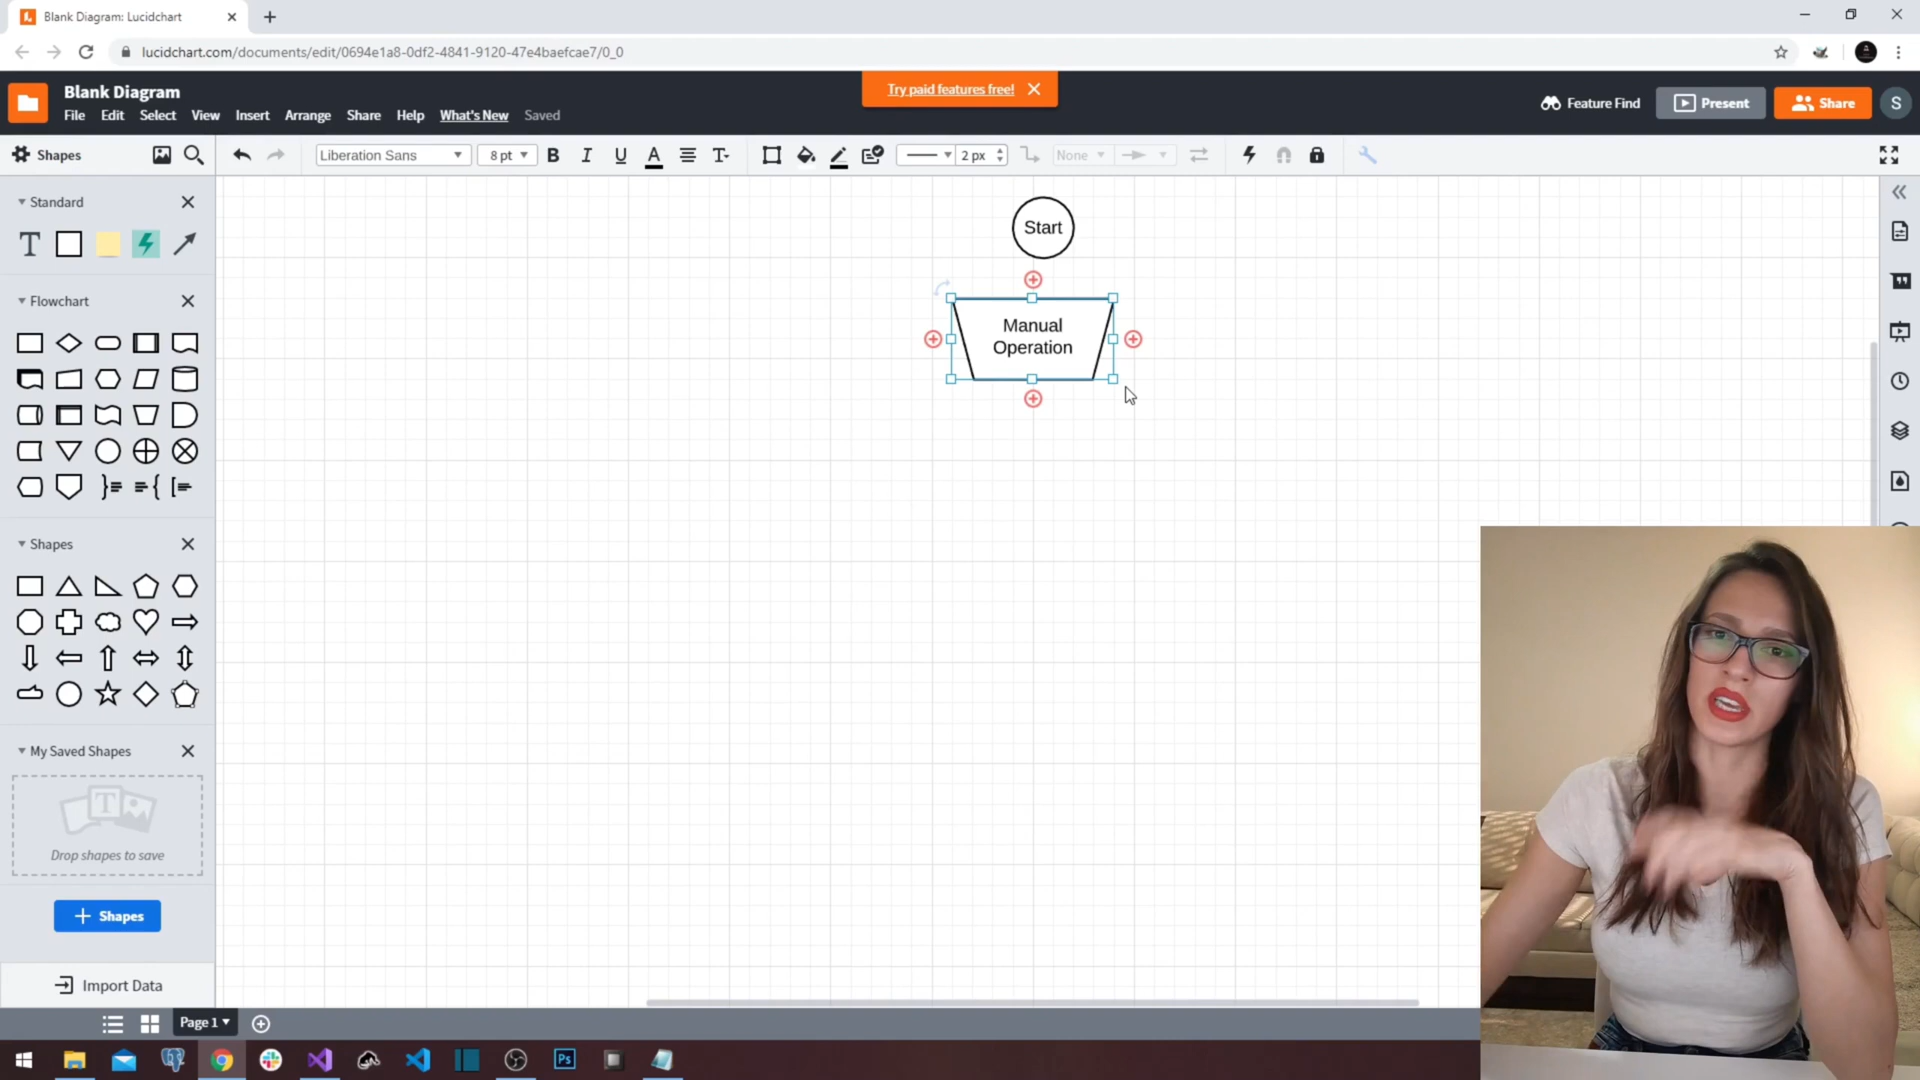 Blank Diagram: Lucidchart
lucidchart.com/documents/edit/0694e1a8-0df2-4841-9120-47e4baefcae7/0_0
Blank Diagram
File Edit Select View Insert Arrange Share Help What's New Saved
Try paid features free!
Feature Find
Present
Share
S
Shapes
Liberation Sans
8 pt
B I U A T
2 px
None
Standard
T
Flowchart
Shapes
My Saved Shapes
T
Drop shapes to save
Shapes
Import Data
Start
Manual
Operation
Page 1
Ps